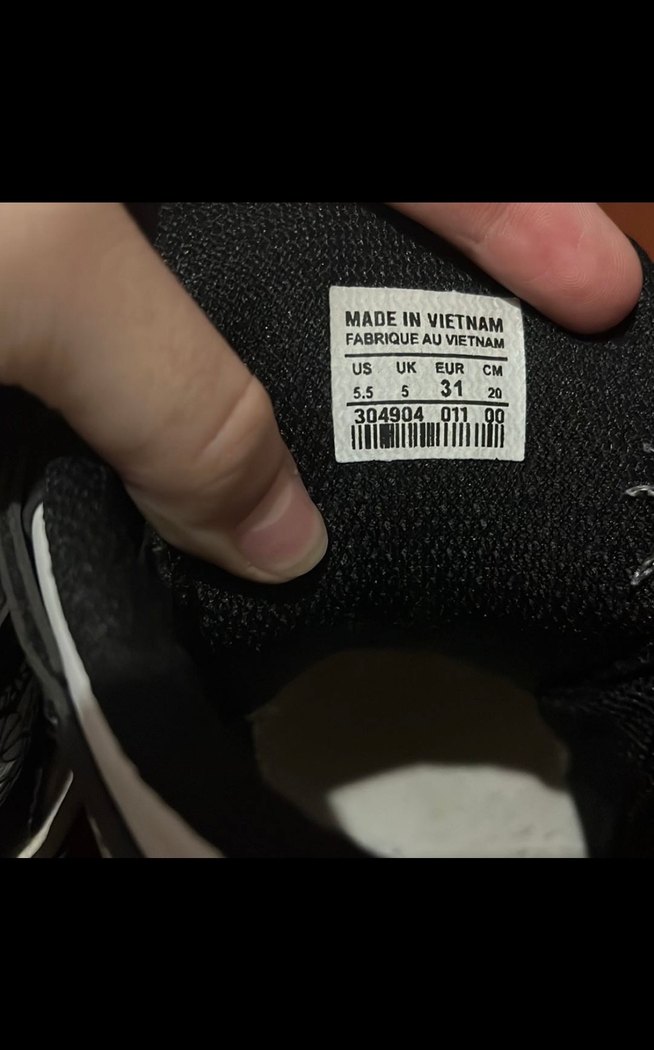 MADE IN VIETNAM
FABRIQUE AU VIETNAM
US UK EUR CM
5.5 5 31 20
304904 011 00